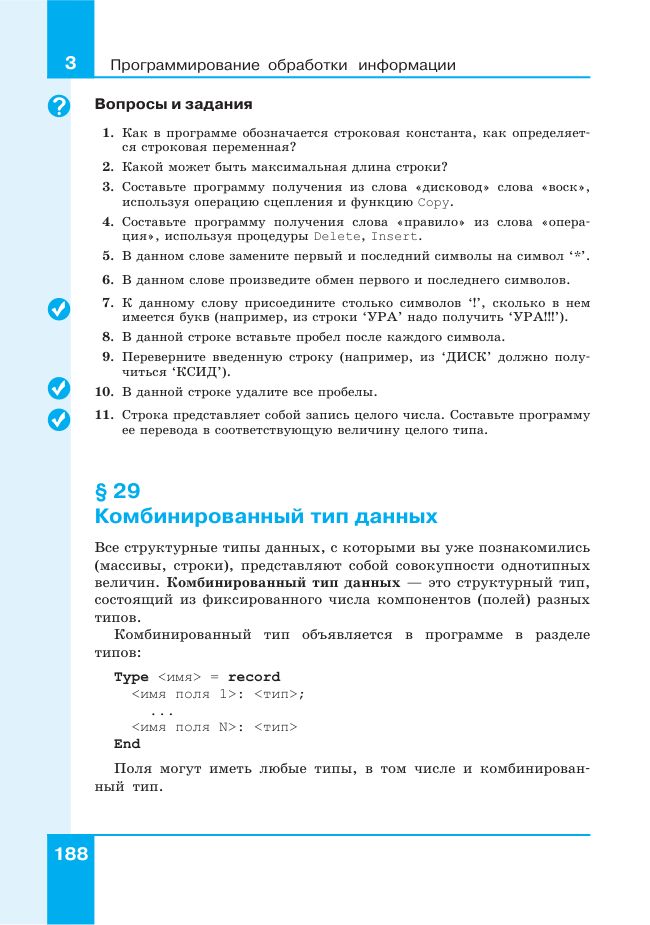 3 Программирование обработки информации
?
Вопросы и задания
1. Как в программе обозначается строковая константа, как определяет-
ся строковая переменная?
2. Какой может быть максимальная длина строки?
3. Составьте программу получения из слова «дисковод» слова «воск»,
используя операцию сцепления и функцию Copy.
4. Составьте программу получения слова «правило» из слова «опера-
ция», используя процедуры Delete, Insert.
5. В данном слове замените первый и последний символы на символ ‘*’.
6. В данном слове произведите обмен первого и последнего символов.
7. К данному слову присоедините столько символов ‘!’, сколько в нем
имеется букв (например, из строки ‘УРА’ надо получить ‘УРА!!!’).
8. В данной строке вставьте пробел после каждого символа.
9. Переверните введенную строку (например, из ‘ДИСК’ должно полу-
читься ‘КСИД’).
10. В данной строке удалите все пробелы.
11. Строка представляет собой запись целого числа. Составьте программу
ее перевода в соответствующую величину целого типа.
§ 29
Комбинированный тип данных
Все структурные типы данных, с которыми вы уже познакомились
(массивы, строки), представляют собой совокупности однотипных
величин. Комбинированный тип данных — это структурный тип,
состоящий из фиксированного числа компонентов (полей) разных
типов.
Комбинированный тип объявляется в программе в разделе
типов:
Type <имя> = record
<имя поля 1>: <тип>;
...
<имя поля N>: <тип>
End
Поля могут иметь любые типы, в том числе и комбинирован-
ный тип.
188